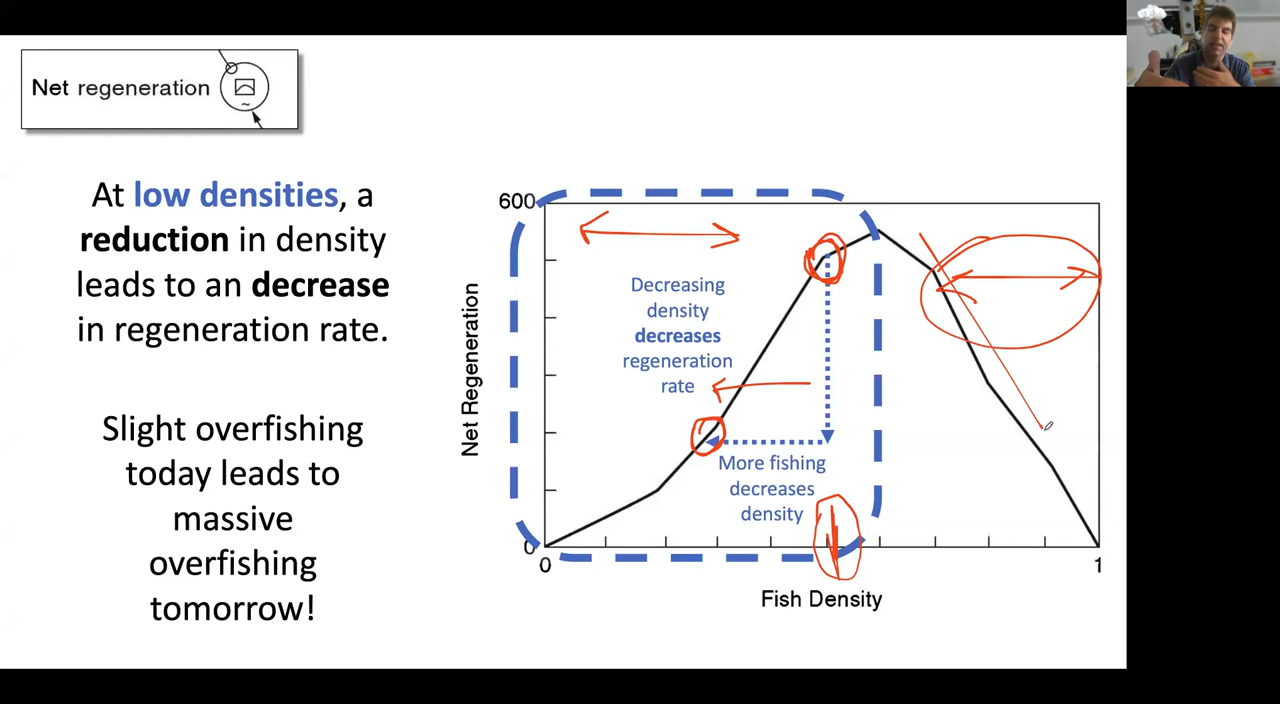 Net regeneration
~
At low densities, a
reduction in density
leads to an decrease
in regeneration rate.
Slight overfishing
today leads to
massive
overfishing
tomorrow!
600
Net Regeneration
Decreasing
density
decreases
regeneration
rate
More fishing
decreases
density
0
0
1
Fish Density